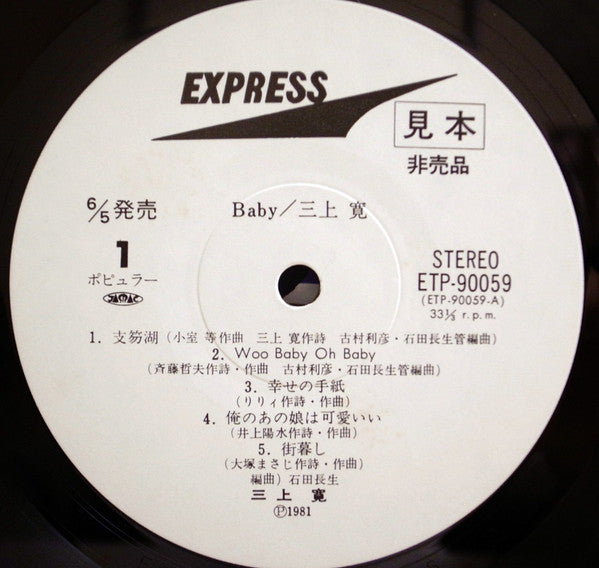 EXPRESS
見本
非売品
6/5発売
Baby/三上 寛
1
ポピュラー
STEREO
ETP-90059
(ETP-90059-A)
33⅓ r.p.m.
1. 支笏湖 (小室 等作曲 三上 寛作詩 古村利彦・石田長生管編曲)
2. Woo Baby Oh Baby
(斉藤哲夫作詩・作曲 古村利彦・石田長生管編曲)
3. 幸せの手紙
(りりィ作詩・作曲)
4. 俺のあの娘は可愛いい
(井上陽水作詩・作曲)
5. 街暮し
(大塚まさじ作詩・作曲)
編曲) 石田長生
三上 寛
Ⓟ1981